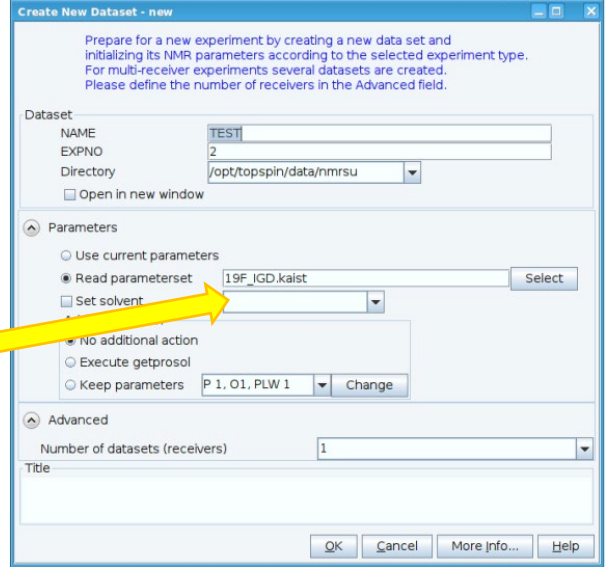 Create New Dataset - new
Prepare for a new experiment by creating a new data set and
initializing its NMR parameters according to the selected experiment type.
For multi-receiver experiments several datasets are created.
Please define the number of receivers in the Advanced field.
Dataset
NAME TEST
EXPNO 2
Directory /opt/topspin/data/nmrsu
Open in new window
Parameters
Use current parameters
Read parameterset 19F_IGD.kaist Select
Set solvent
No additional action
Execute getprosol
Keep parameters P 1, O1, PLW 1 Change
Advanced
Number of datasets (receivers) 1
Title
OK Cancel More Info... Help